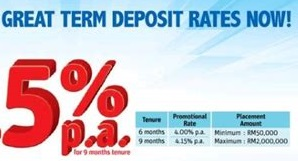 GREAT TERM DEPOSIT RATES NOW!
5%
p.a.
for 9 months tenure
Tenure Promotional Rate Placement Amount
6 months 4.00% p.a. Minimum : RM50,000
9 months 4.15% p.a. Maximum : RM2,000,000